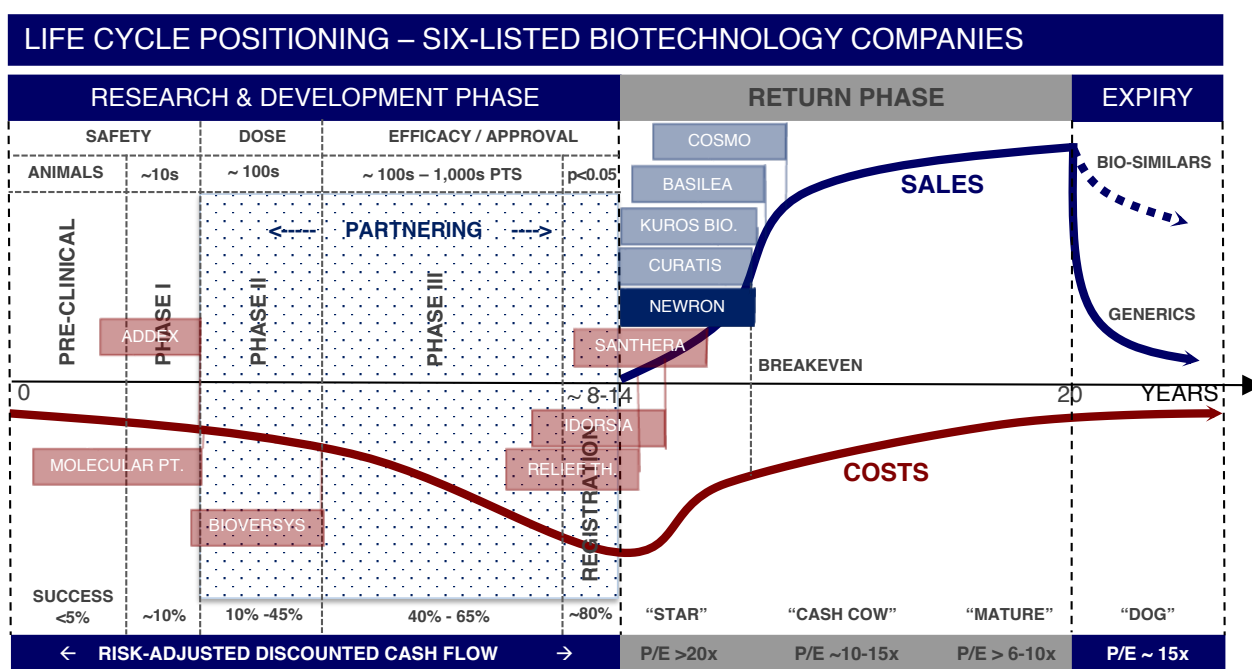 LIFE CYCLE POSITIONING – SIX-LISTED BIOTECHNOLOGY COMPANIES
RESEARCH & DEVELOPMENT PHASE
RETURN PHASE
EXPIRY
SAFETY
DOSE
EFFICACY / APPROVAL
ANIMALS
~10s
~ 100s
~ 100s – 1,000s PTS
p<0.05
COSMO
BASILEA
KUROS BIO.
CURATIS
NEWRON
SANTHERA
SALES
BIO-SIMILARS
GENERICS
<----- PARTNERING ---->
PRE-CLINICAL
PHASE I
PHASE II
PHASE III
REGISTRATION
ADDEX
BREAKEVEN
0
~ 8-14
20
YEARS
IDORSIA
RELIEF TH.
MOLECULAR PT.
BIOVERSYS
COSTS
SUCCESS
<5%
~10%
10% -45%
40% - 65%
~80%
“STAR”
“CASH COW”
“MATURE”
“DOG”
← RISK-ADJUSTED DISCOUNTED CASH FLOW →
P/E >20x
P/E ~10-15x
P/E > 6-10x
P/E ~ 15x